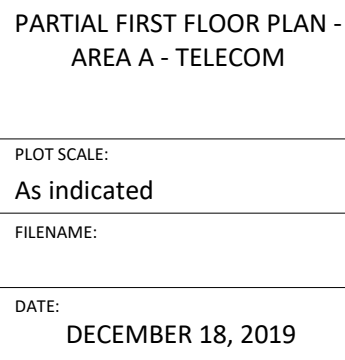 PARTIAL FIRST FLOOR PLAN -
AREA A - TELECOM
PLOT SCALE:
As indicated
FILENAME:
DATE:
DECEMBER 18, 2019